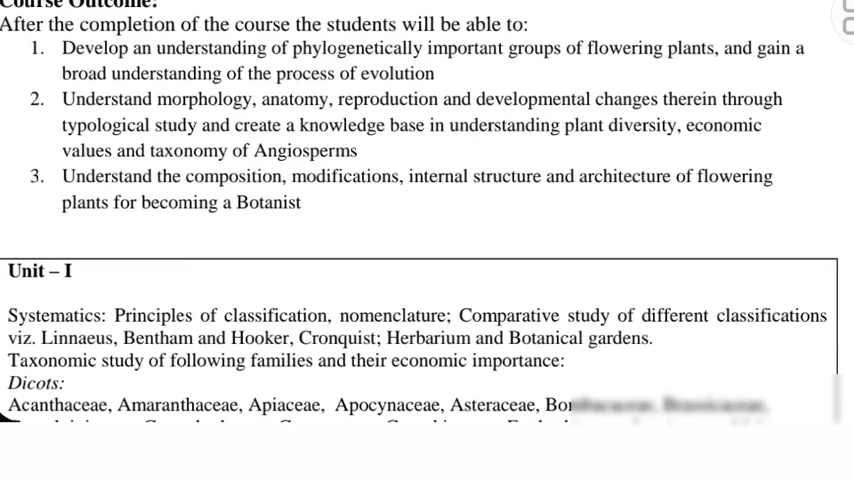 Course Outcome:
After the completion of the course the students will be able to:
1. Develop an understanding of phylogenetically important groups of flowering plants, and gain a
broad understanding of the process of evolution
2. Understand morphology, anatomy, reproduction and developmental changes therein through
typological study and create a knowledge base in understanding plant diversity, economic
values and taxonomy of Angiosperms
3. Understand the composition, modifications, internal structure and architecture of flowering
plants for becoming a Botanist
Unit – I
Systematics: Principles of classification, nomenclature; Comparative study of different classifications
viz. Linnaeus, Bentham and Hooker, Cronquist; Herbarium and Botanical gardens.
Taxonomic study of following families and their economic importance:
Dicots:
Acanthaceae, Amaranthaceae, Apiaceae, Apocynaceae, Asteraceae,